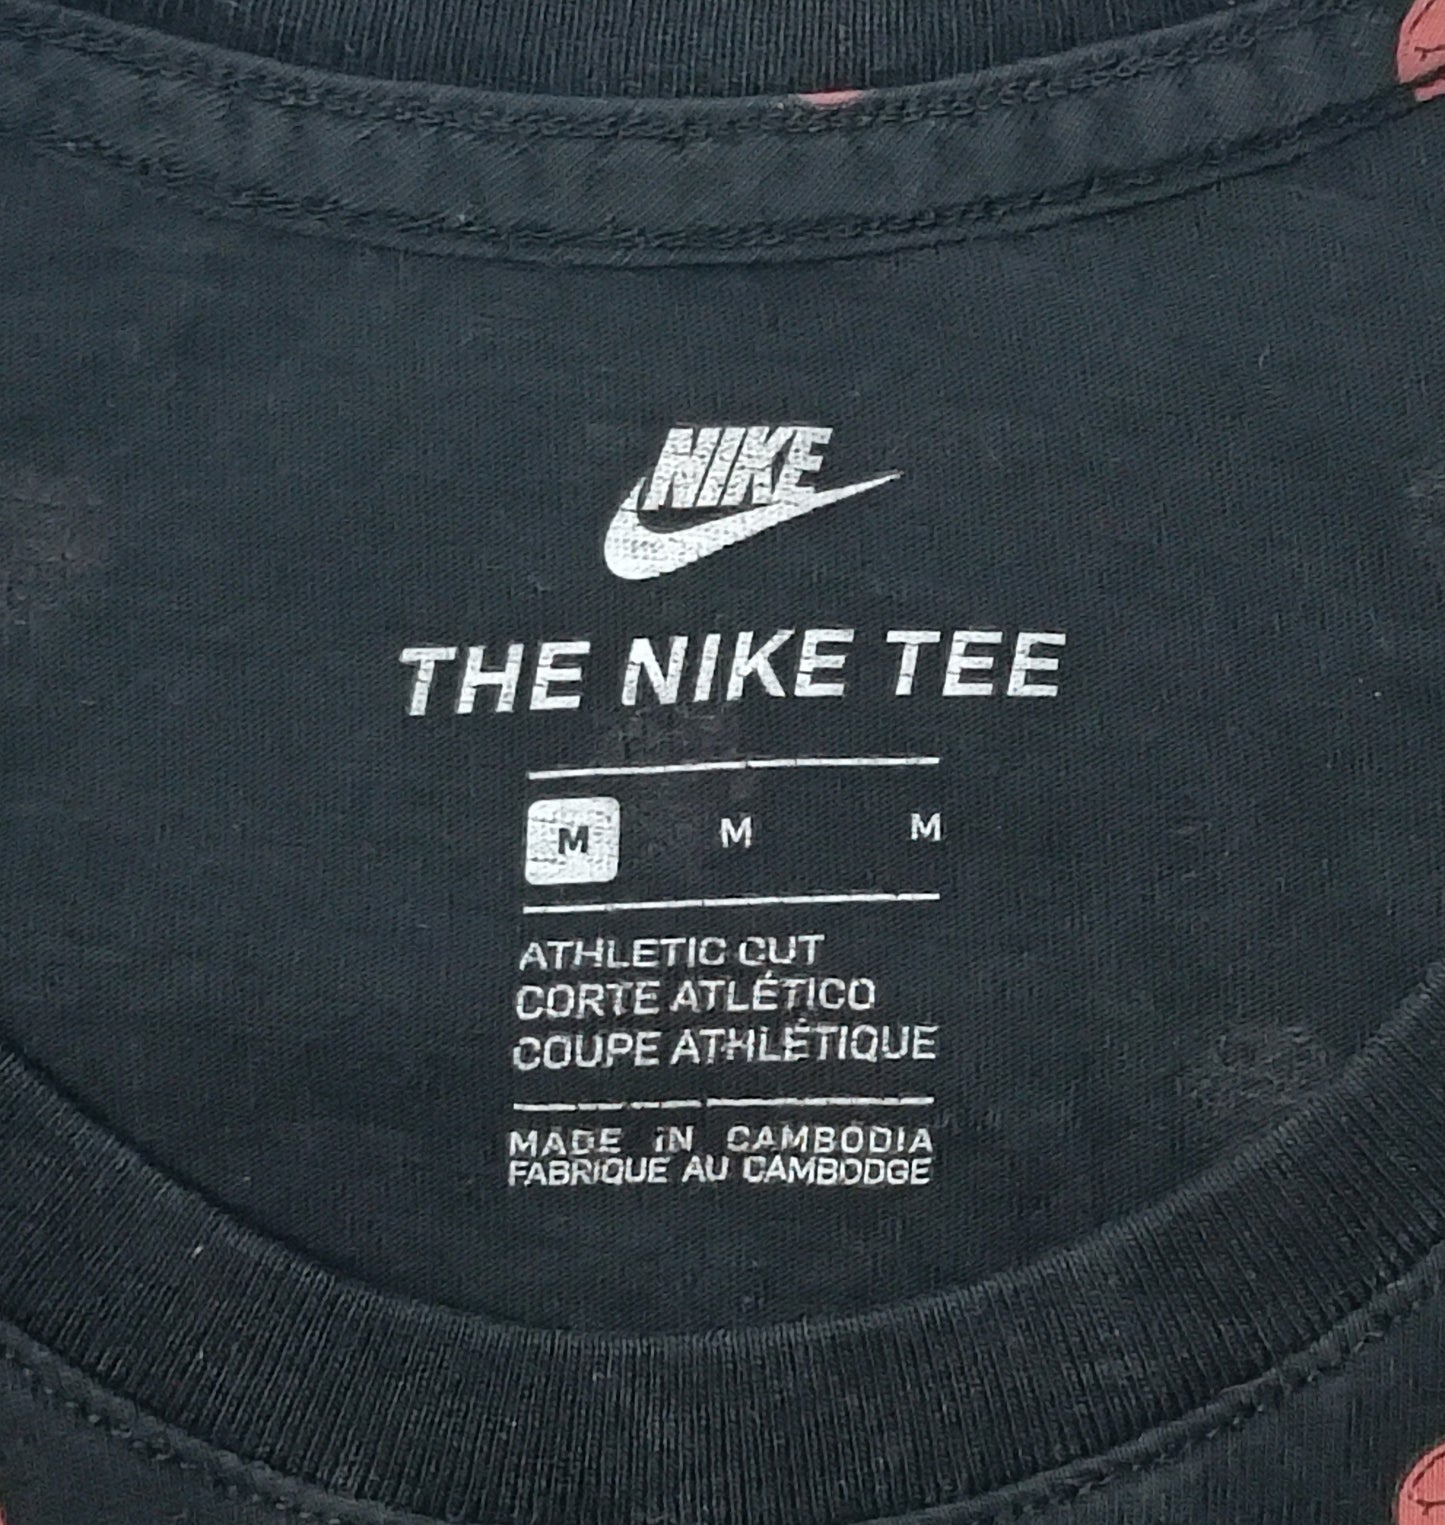 NIKE
THE NIKE TEE
M M M
ATHLETIC CUT
CORTE ATLÉTICO
COUPE ATHLÉTIQUE
MADE IN CAMBODIA
FABRIQUE AU CAMBODGE